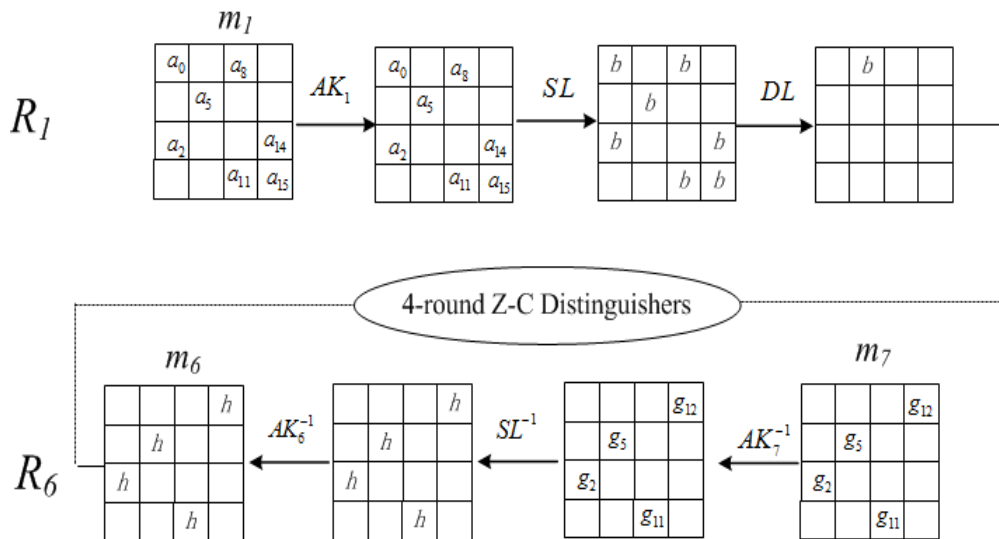 m₁
R₁
a₀ a₈
a₅
a₂ a₁₄
a₁₁ a₁₅
AK₁
a₀ a₈
a₅
a₂ a₁₄
a₁₁ a₁₅
SL
b b
b
b b
b b
DL
b
4-round Z-C Distinguishers
m₆
m₇
R₆
h
h
h
h
AK₆⁻¹
h
h
h
h
SL⁻¹
g₁₂
g₅
g₂
g₁₁
AK₇⁻¹
g₁₂
g₅
g₂
g₁₁